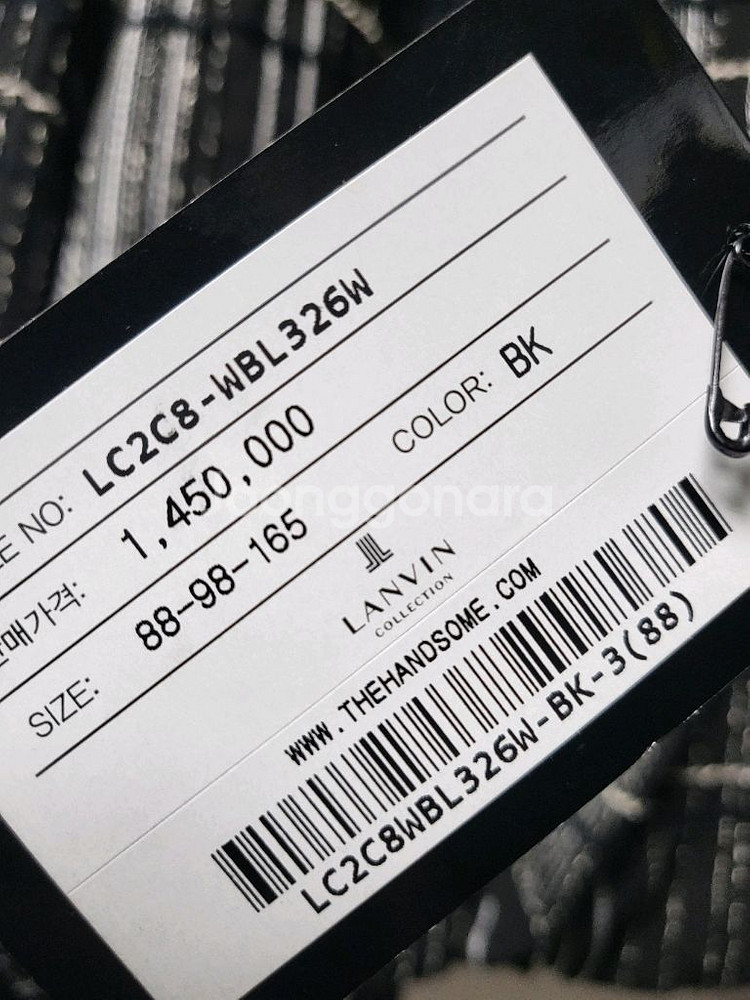 NO: LC2C8-WBL326W
판매가격: 1,450,000
SIZE: 88-98-165 COLOR: BK
LANVIN
COLLECTION
WWW.THEHANDSOME.COM
LC2C8WBL326W-BK-3(88)